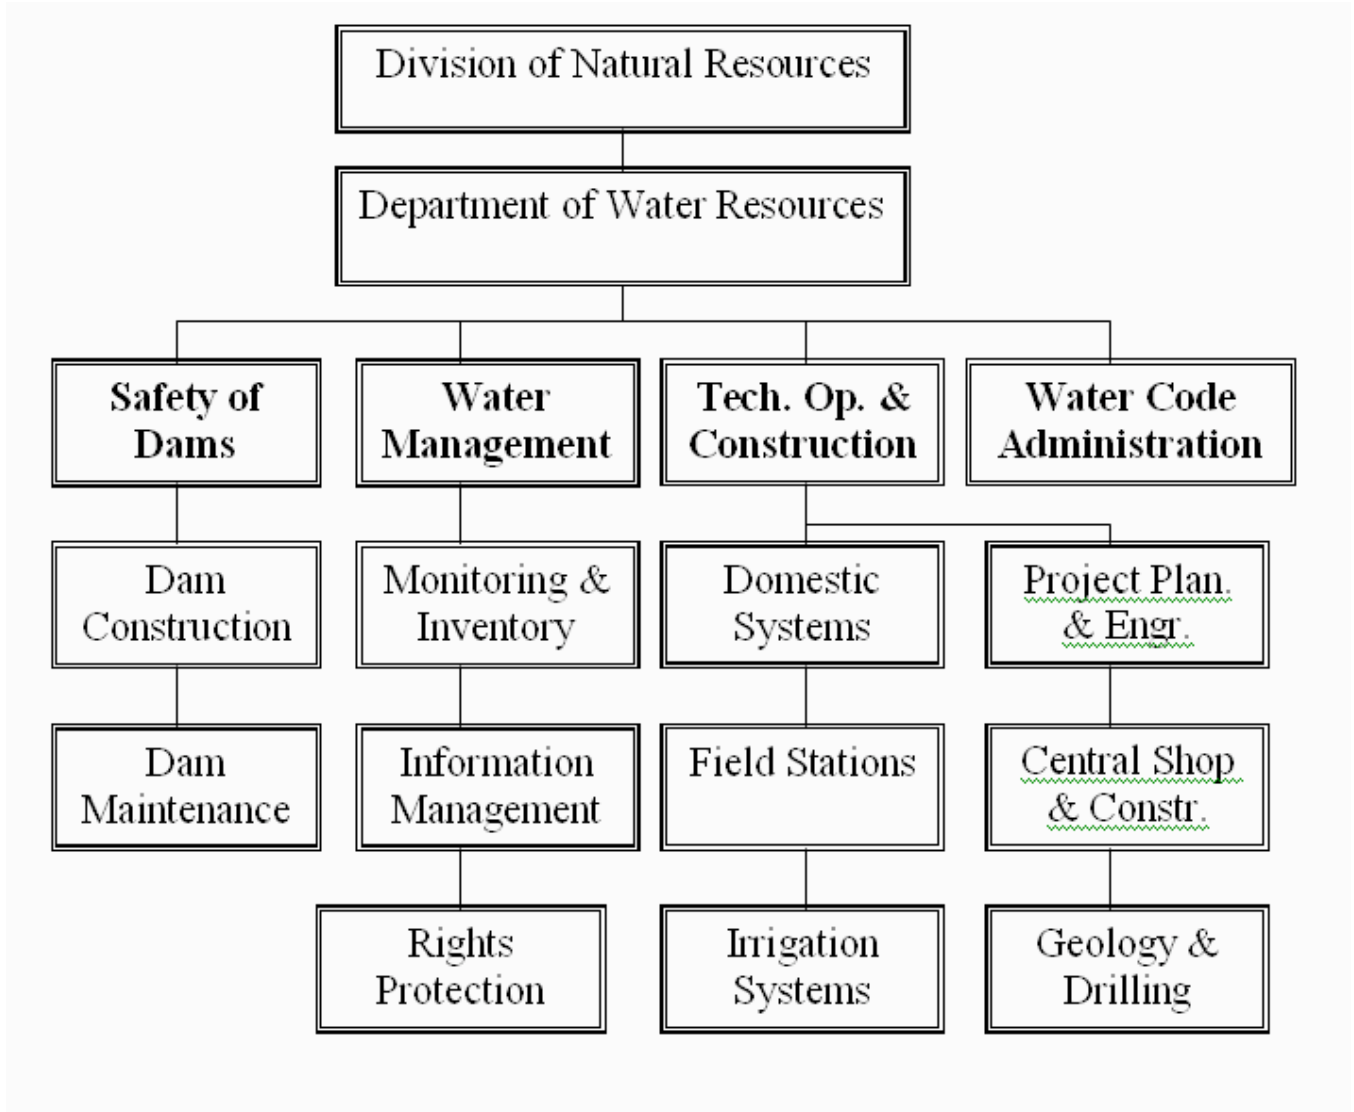 Division of Natural Resources
Department of Water Resources
Safety of
Dams
Water
Management
Tech. Op. &
Construction
Water Code
Administration
Dam
Construction
Monitoring &
Inventory
Domestic
Systems
Project Plan.
& Engr.
Dam
Maintenance
Information
Management
Field Stations
Central Shop
& Constr.
Rights
Protection
Irrigation
Systems
Geology &
Drilling